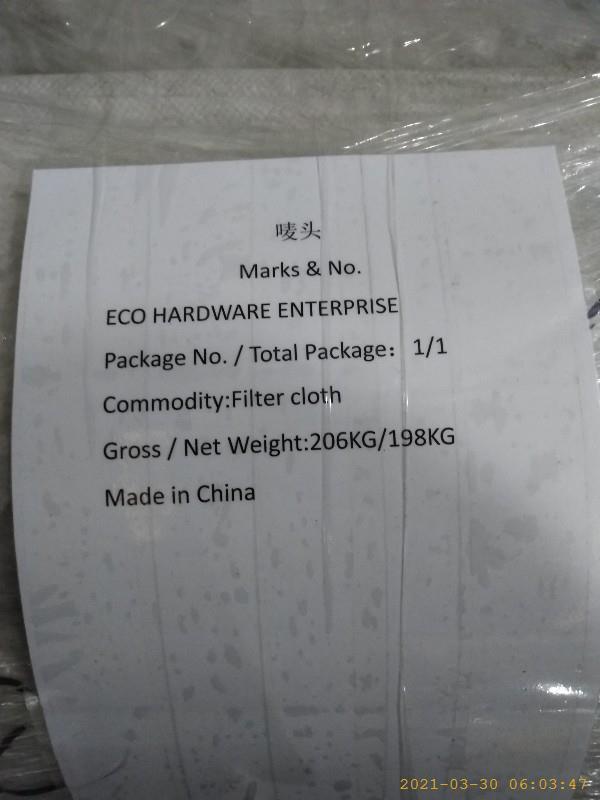 唛头
Marks & No.
ECO HARDWARE ENTERPRISE
Package No. / Total Package：1/1
Commodity:Filter cloth
Gross / Net Weight:206KG/198KG
Made in China
2021-03-30 06:03:47